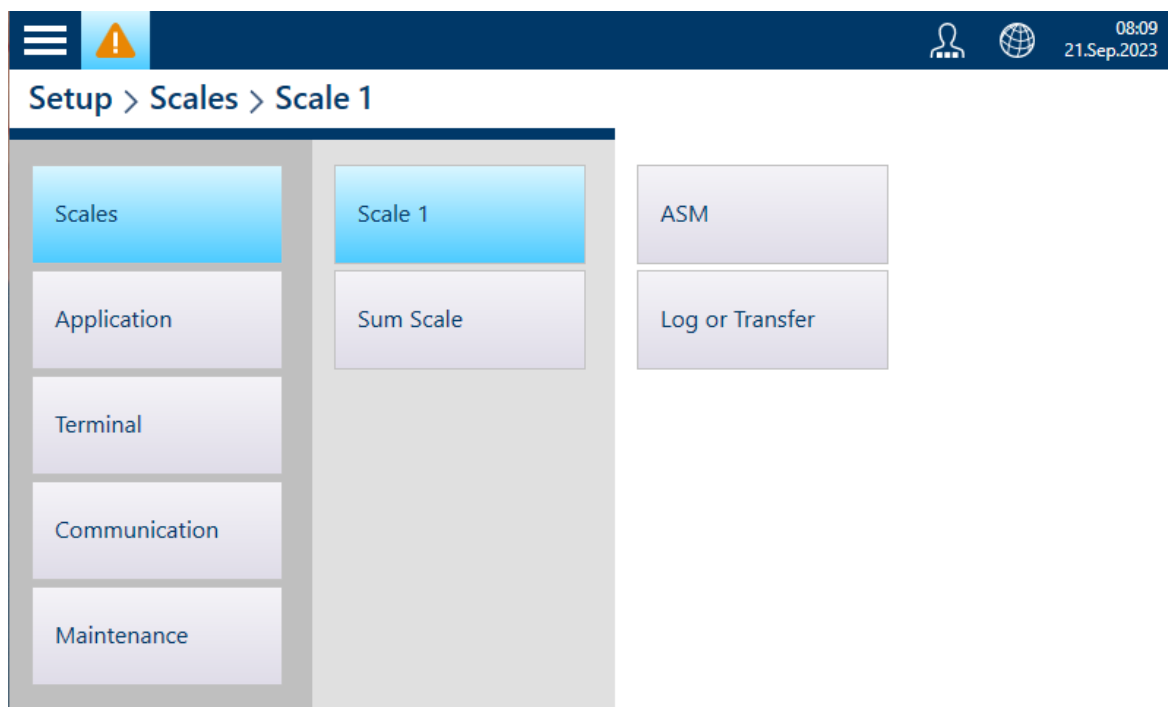 08:09
21.Sep.2023
Setup > Scales > Scale 1
Scales
Scale 1
ASM
Application
Sum Scale
Log or Transfer
Terminal
Communication
Maintenance